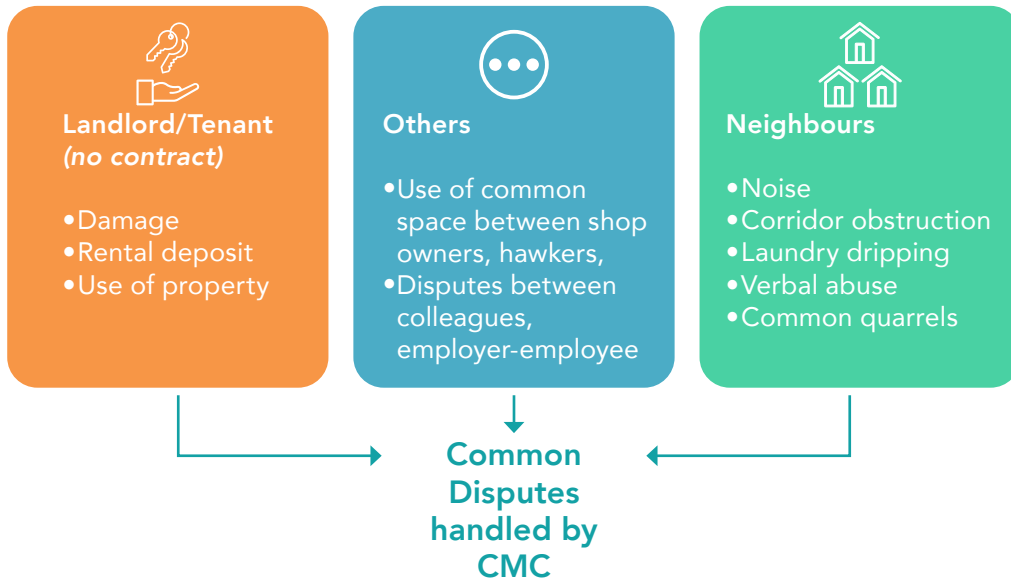 Landlord/Tenant
(no contract)
•Damage
•Rental deposit
•Use of property
Others
•Use of common
space between shop
owners, hawkers,
•Disputes between
colleagues,
employer-employee
Neighbours
•Noise
•Corridor obstruction
•Laundry dripping
•Verbal abuse
•Common quarrels
Common
Disputes
handled by
CMC